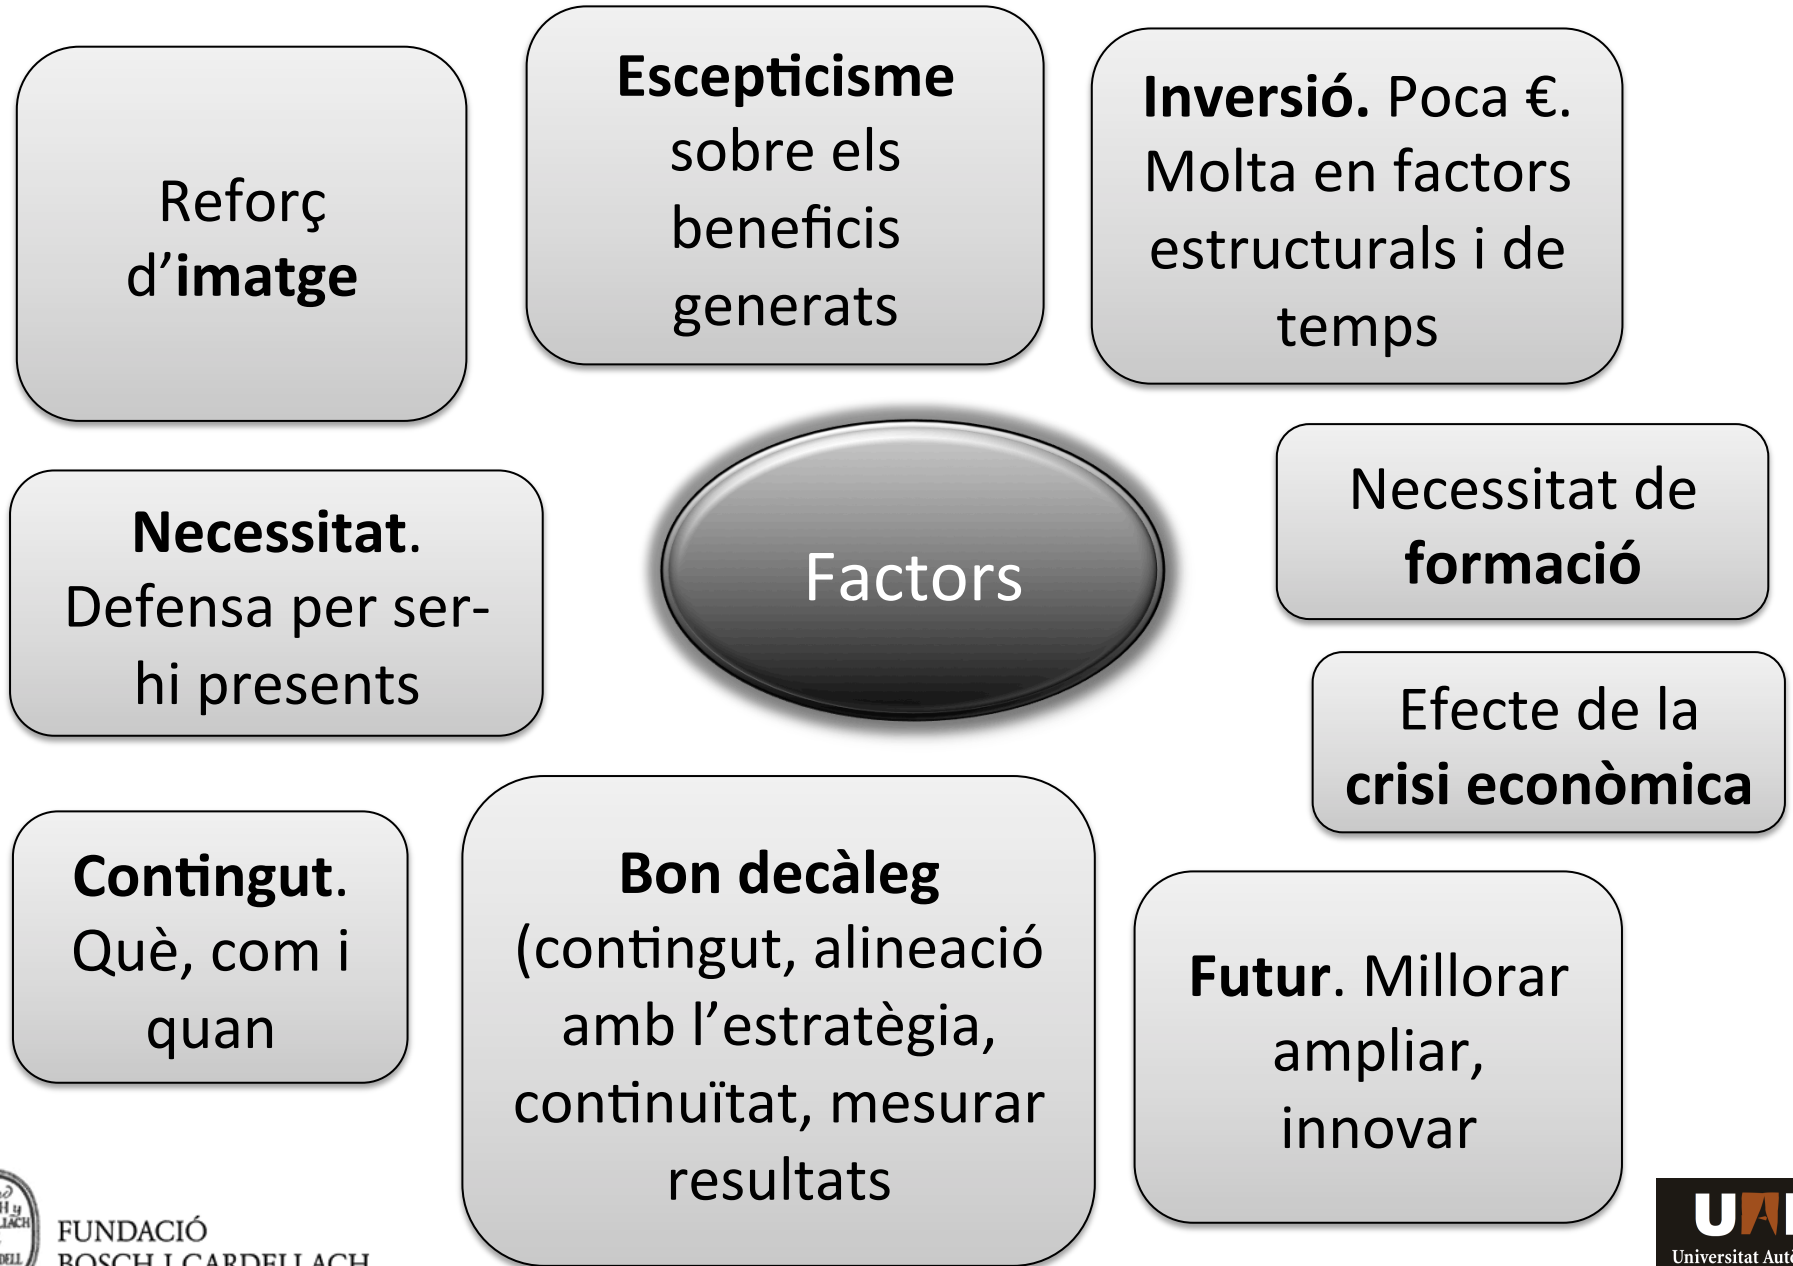 Reforç
d’imatge
Escepticisme
sobre els
beneficis
generats
Inversió. Poca €.
Molta en factors
estructurals i de
temps
Necessitat.
Defensa per ser-
hi presents
Factors
Necessitat de
formació
Efecte de la
crisi econòmica
Contingut.
Què, com i
quan
Bon decàleg
(contingut, alineació
amb l’estratègia,
continuïtat, mesurar
resultats
Futur. Millorar
ampliar,
innovar
FUNDACIÓ
BOSCH I CARDELLACH
Universitat